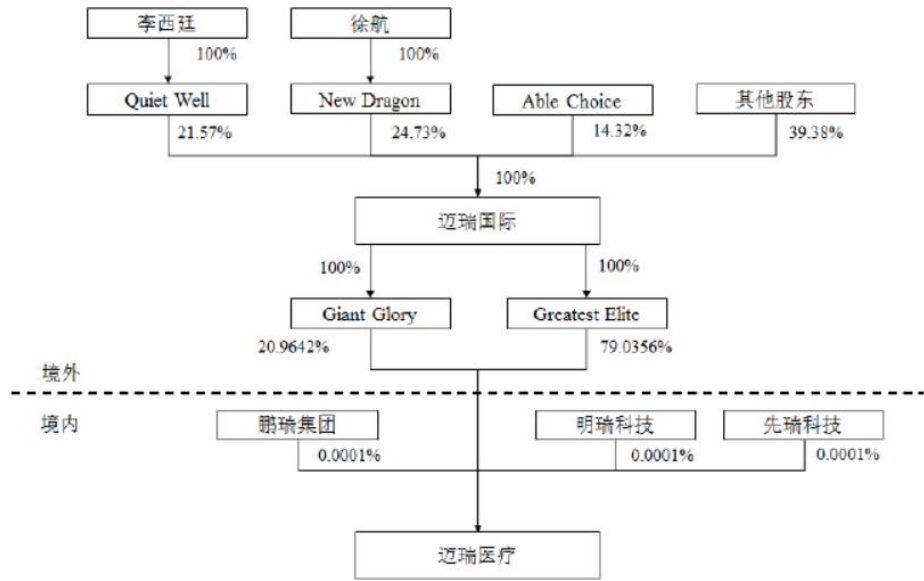 李西廷
徐航
100%
100%
Quiet Well
New Dragon
Able Choice
其他股东
21.57%
24.73%
14.32%
39.38%
100%
迈瑞国际
100%
100%
Giant Glory
Greatest Elite
20.9642%
79.0356%
境外
境内
鹏瑞集团
明瑞科技
先瑞科技
0.0001%
0.0001%
0.0001%
迈瑞医疗